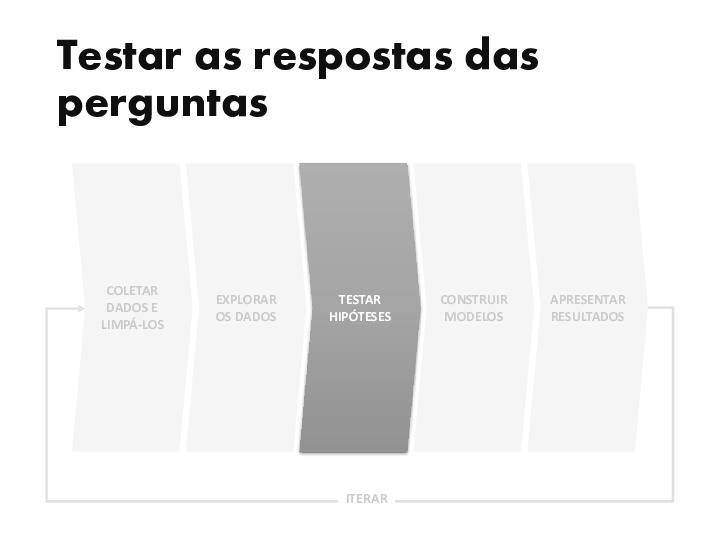 Testar as respostas das
perguntas
COLETAR
DADOS E
LIMPÁ-LOS
EXPLORAR
OS DADOS
TESTAR
HIPÓTESES
CONSTRUIR
MODELOS
APRESENTAR
RESULTADOS
ITERAR